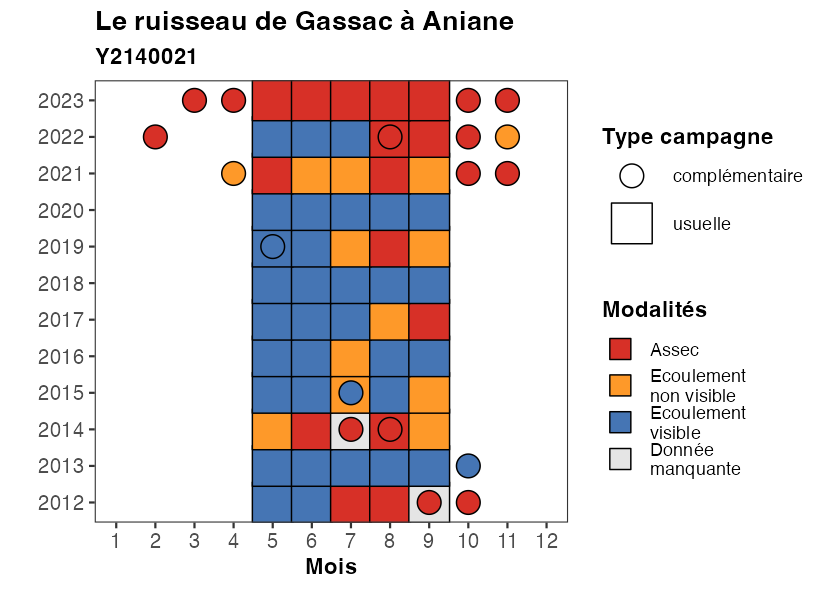 Le ruisseau de Gassac à Aniane
Y2140021
2023
2022
2021
2020
2019
2018
2017
2016
2015
2014
2013
2012
1 2 3 4 5 6 7 8 9 10 11 12
Mois
Type campagne
complémentaire
usuelle
Modalités
Assec
Ecoulement
non visible
Ecoulement
visible
Donnée
manquante